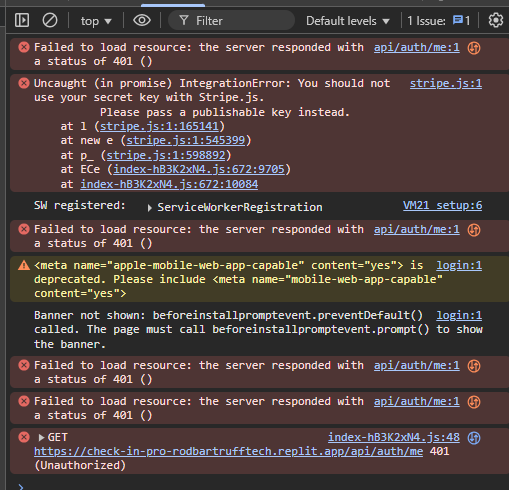 top
Filter
Default levels
1 Issue: 1
Failed to load resource: the server responded with api/auth/me:1
a status of 401 ()
Uncaught (in promise) IntegrationError: You should not stripe.js:1
use your secret key with Stripe.js.
Please pass a publishable key instead.
at l (stripe.js:1:165141)
at new e (stripe.js:1:545399)
at p_ (stripe.js:1:598892)
at ECe (index-hB3K2xN4.js:672:9705)
at index-hB3K2xN4.js:672:10084
SW registered: ServiceWorkerRegistration VM21 setup:6
Failed to load resource: the server responded with api/auth/me:1
a status of 401 ()
<meta name="apple-mobile-web-app-capable" content="yes"> is login:1
deprecated. Please include <meta name="mobile-web-app-capable"
content="yes">
Banner not shown: beforeinstallpromptevent.preventDefault() login:1
called. The page must call beforeinstallpromptevent.prompt() to show
the banner.
Failed to load resource: the server responded with api/auth/me:1
a status of 401 ()
Failed to load resource: the server responded with api/auth/me:1
a status of 401 ()
GET index-hB3K2xN4.js:48
https://check-in-pro-rodbartrufftech.replit.app/api/auth/me 401
(Unauthorized)